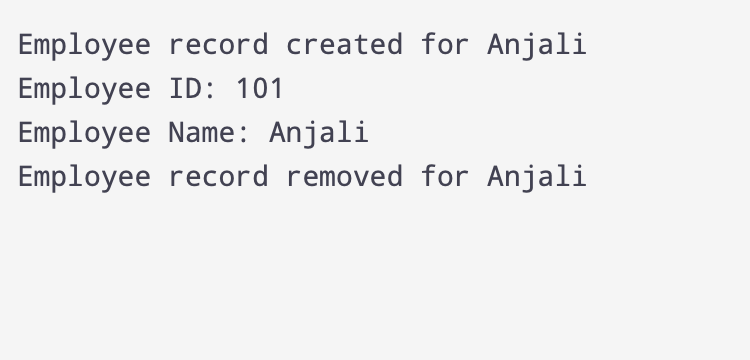 Employee record created for Anjali
Employee ID: 101
Employee Name: Anjali
Employee record removed for Anjali